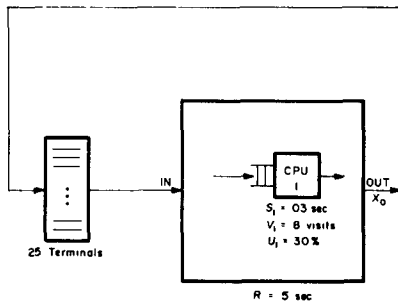 IN
CPU
1
OUT
X₀
S₁ = .03 sec
V₁ = 8 visits
U₁ = 30%
25 Terminals
R = 5 sec